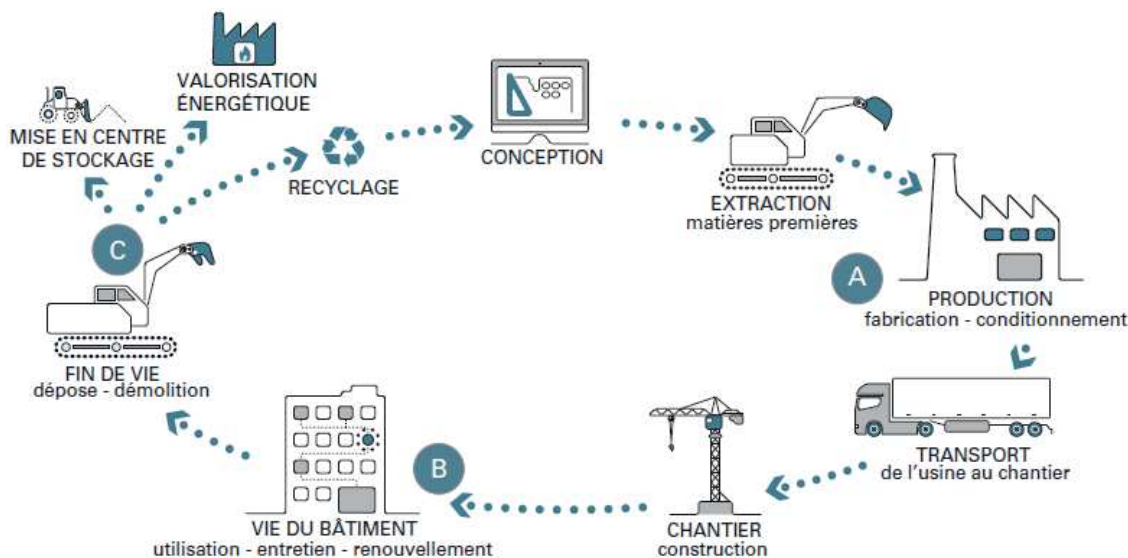 VALORISATION
ÉNERGÉTIQUE
MISE EN CENTRE
DE STOCKAGE
RECYCLAGE
CONCEPTION
EXTRACTION
matières premières
C
A
PRODUCTION
fabrication - conditionnement
FIN DE VIE
dépose - démolition
TRANSPORT
de l'usine au chantier
B
VIE DU BÂTIMENT
utilisation - entretien - renouvellement
CHANTIER
construction